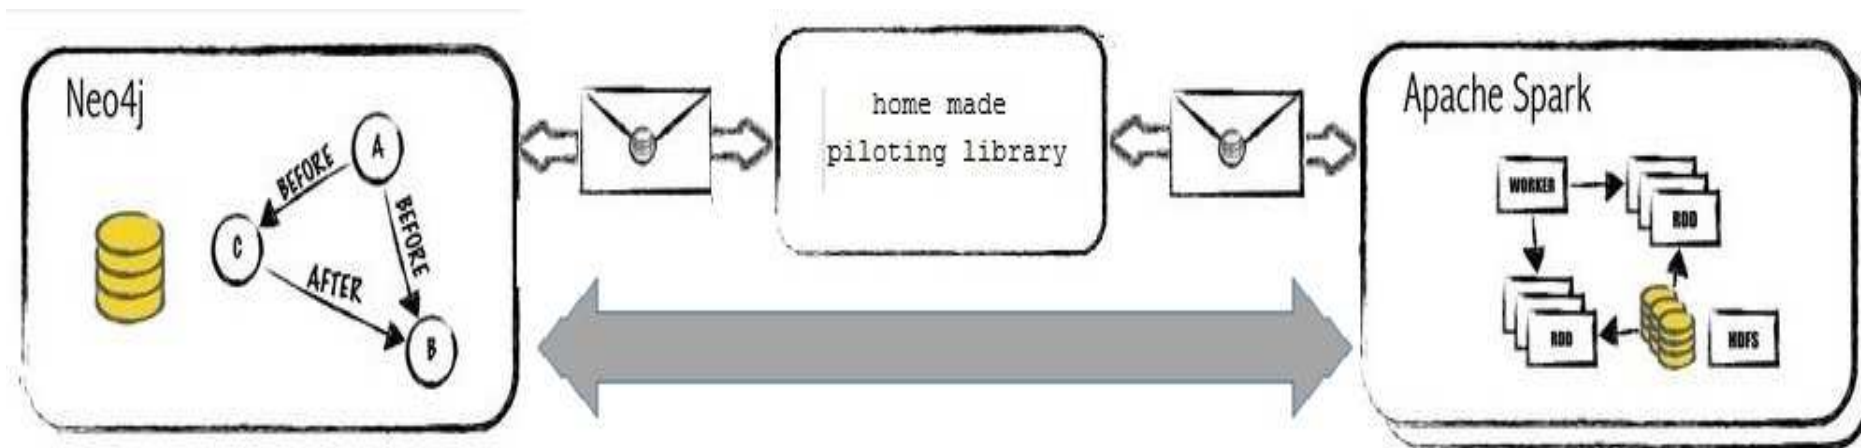 Neo4j
A
BEFORE
BEFORE
C
AFTER
B
home made
piloting library
Apache Spark
WORKER
RDD
RDD
HDFS